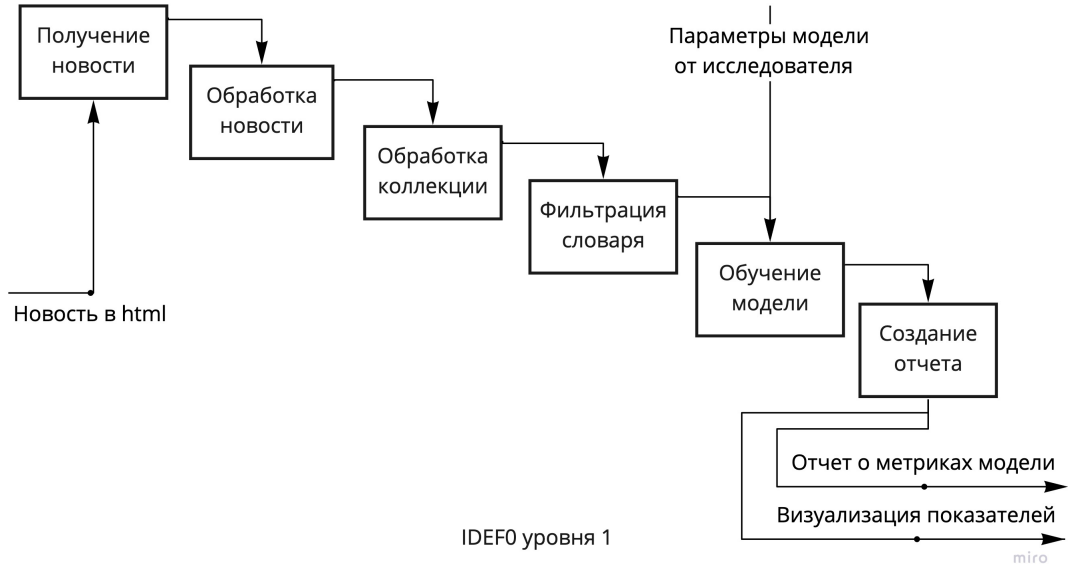 Получение
новости
Параметры модели
от исследователя
Обработка
новости
Обработка
коллекции
Фильтрация
словаря
Обучение
модели
Новость в html
Создание
отчета
Отчет о метриках модели
Визуализация показателей
IDEF0 уровня 1
miro